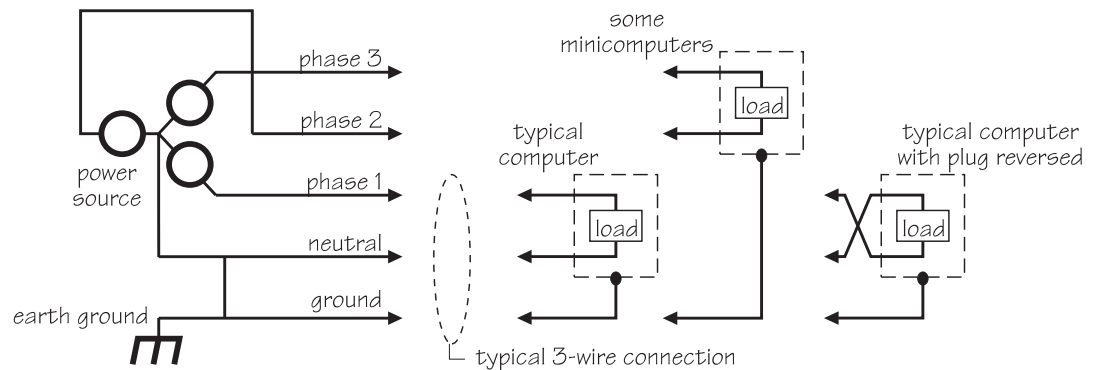 phase 3
phase 2
power
source
phase 1
neutral
ground
earth ground
typical 3-wire connection
typical
computer
load
some
minicomputers
load
typical computer
with plug reversed
load